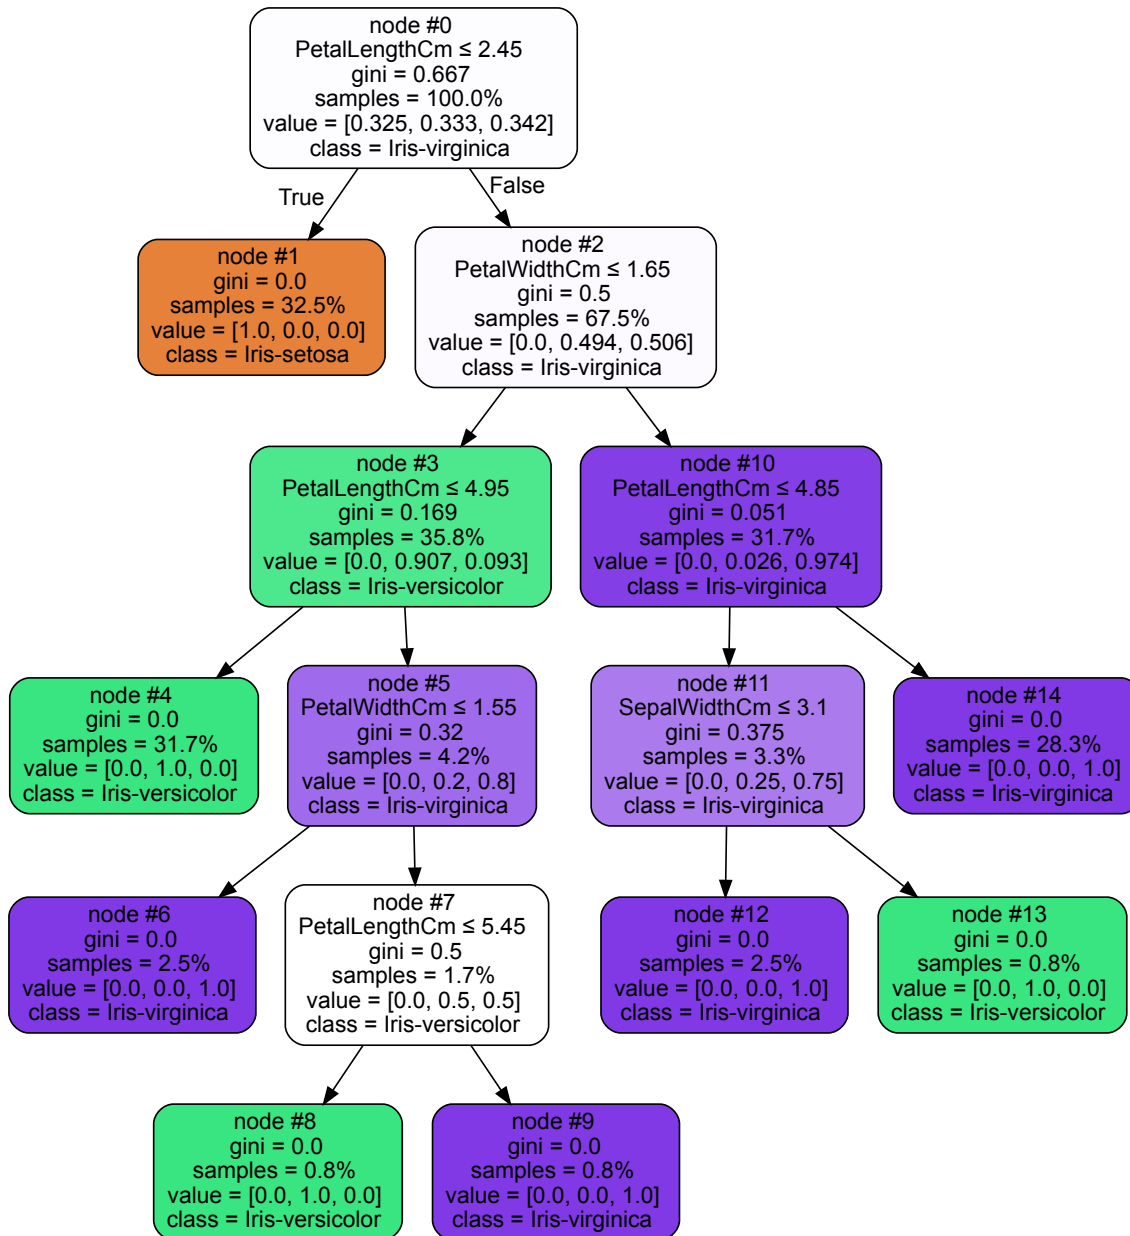 node #0
PetalLengthCm ≤ 2.45
gini = 0.667
samples = 100.0%
value = [0.325, 0.333, 0.342]
class = Iris-virginica
True
False
node #1
gini = 0.0
samples = 32.5%
value = [1.0, 0.0, 0.0]
class = Iris-setosa
node #2
PetalWidthCm ≤ 1.65
gini = 0.5
samples = 67.5%
value = [0.0, 0.494, 0.506]
class = Iris-virginica
node #3
PetalLengthCm ≤ 4.95
gini = 0.169
samples = 35.8%
value = [0.0, 0.907, 0.093]
class = Iris-versicolor
node #10
PetalLengthCm ≤ 4.85
gini = 0.051
samples = 31.7%
value = [0.0, 0.026, 0.974]
class = Iris-virginica
node #4
gini = 0.0
samples = 31.7%
value = [0.0, 1.0, 0.0]
class = Iris-versicolor
node #5
PetalWidthCm ≤ 1.55
gini = 0.32
samples = 4.2%
value = [0.0, 0.2, 0.8]
class = Iris-virginica
node #11
SepalWidthCm ≤ 3.1
gini = 0.375
samples = 3.3%
value = [0.0, 0.25, 0.75]
class = Iris-virginica
node #14
gini = 0.0
samples = 28.3%
value = [0.0, 0.0, 1.0]
class = Iris-virginica
node #6
gini = 0.0
samples = 2.5%
value = [0.0, 0.0, 1.0]
class = Iris-virginica
node #7
PetalLengthCm ≤ 5.45
gini = 0.5
samples = 1.7%
value = [0.0, 0.5, 0.5]
class = Iris-versicolor
node #12
gini = 0.0
samples = 2.5%
value = [0.0, 0.0, 1.0]
class = Iris-virginica
node #13
gini = 0.0
samples = 0.8%
value = [0.0, 1.0, 0.0]
class = Iris-versicolor
node #8
gini = 0.0
samples = 0.8%
value = [0.0, 1.0, 0.0]
class = Iris-versicolor
node #9
gini = 0.0
samples = 0.8%
value = [0.0, 0.0, 1.0]
class = Iris-virginica